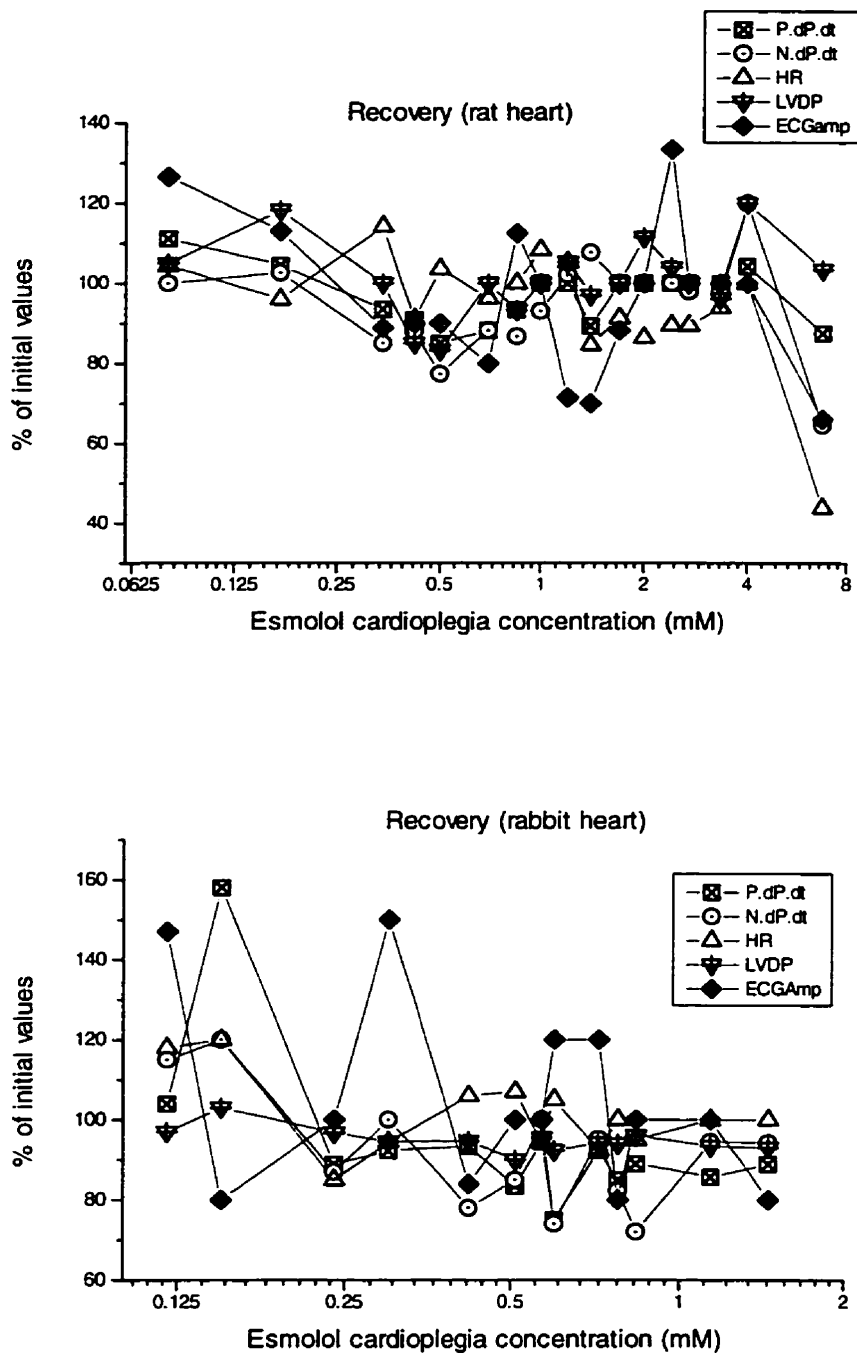 P.dP.dt
N.dP.dt
HR
LVDP
ECGamp
Recovery (rat heart)
140
120
100
80
60
40
% of initial values
0.0625 0.125 0.25 0.5 1 2 4 8
Esmolol cardioplegia concentration (mM)
Recovery (rabbit heart)
P.dP.dt
N.dP.dt
HR
LVDP
ECGAmp
160
140
120
100
80
60
% of initial values
0.125 0.25 0.5 1 2
Esmolol cardioplegia concentration (mM)